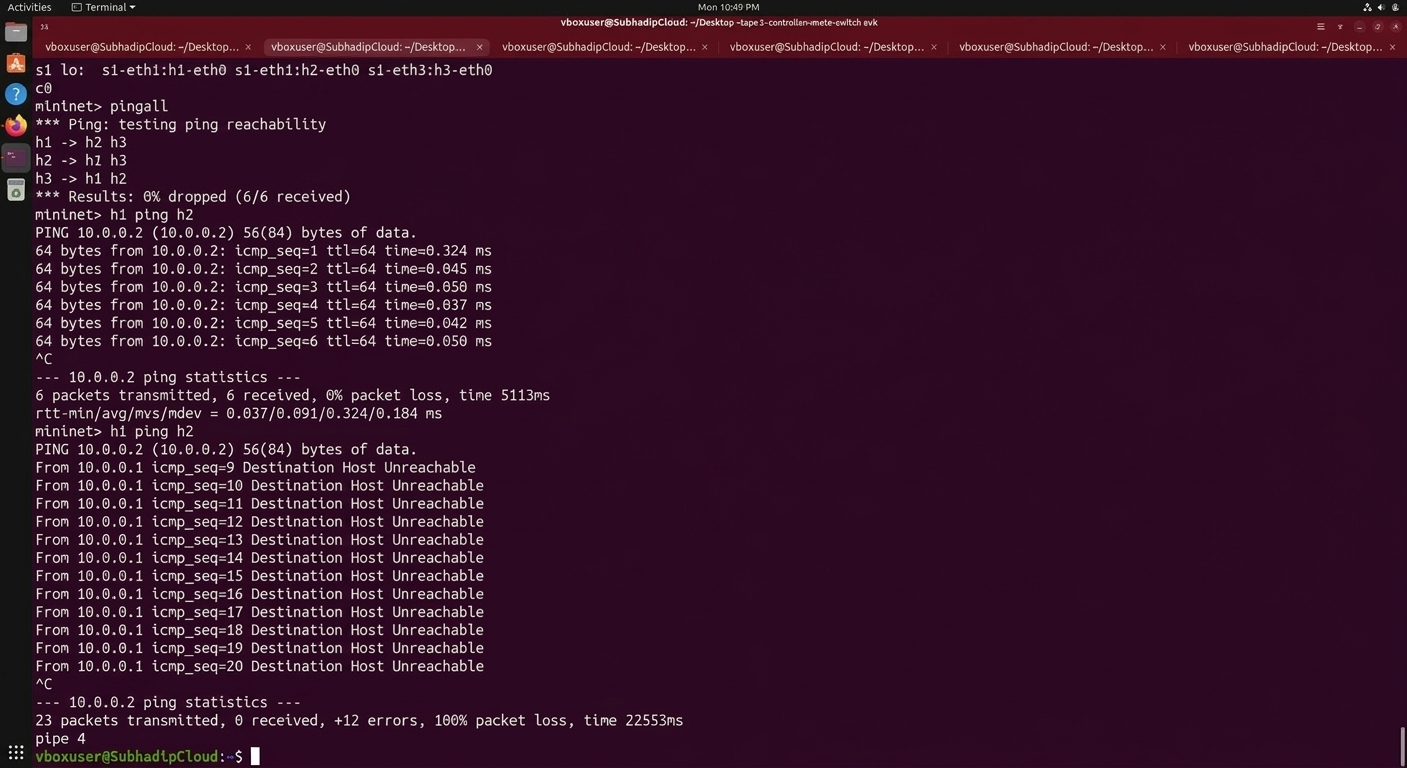 Activities
Terminal
Mon 10:49 PM
vboxuser@SubhadipCloud: ~/Desktop -tape3-controllen-imete-cwltch evk
vboxuser@SubhadipCloud: ~/Desktop...
vboxuser@SubhadipCloud: ~/Desktop...
vboxuser@SubhadipCloud: ~/Desktop...
vboxuser@SubhadipCloud: ~/Desktop...
vboxuser@SubhadipCloud: ~/Desktop...
vboxuser@SubhadipCloud: ~/Desktop...
s1 lo:  s1-eth1:h1-eth0 s1-eth1:h2-eth0 s1-eth3:h3-eth0
c0
mininet> pingall
*** Ping: testing ping reachability
h1 -> h2 h3
h2 -> h1 h3
h3 -> h1 h2
*** Results: 0% dropped (6/6 received)
mininet> h1 ping h2
PING 10.0.0.2 (10.0.0.2) 56(84) bytes of data.
64 bytes from 10.0.0.2: icmp_seq=1 ttl=64 time=0.324 ms
64 bytes from 10.0.0.2: icmp_seq=2 ttl=64 time=0.045 ms
64 bytes from 10.0.0.2: icmp_seq=3 ttl=64 time=0.050 ms
64 bytes from 10.0.0.2: icmp_seq=4 ttl=64 time=0.037 ms
64 bytes from 10.0.0.2: icmp_seq=5 ttl=64 time=0.042 ms
64 bytes from 10.0.0.2: icmp_seq=6 ttl=64 time=0.050 ms
^C
--- 10.0.0.2 ping statistics ---
6 packets transmitted, 6 received, 0% packet loss, time 5113ms
rtt-min/avg/mvs/mdev = 0.037/0.091/0.324/0.184 ms
mininet> h1 ping h2
PING 10.0.0.2 (10.0.0.2) 56(84) bytes of data.
From 10.0.0.1 icmp_seq=9 Destination Host Unreachable
From 10.0.0.1 icmp_seq=10 Destination Host Unreachable
From 10.0.0.1 icmp_seq=11 Destination Host Unreachable
From 10.0.0.1 icmp_seq=12 Destination Host Unreachable
From 10.0.0.1 icmp_seq=13 Destination Host Unreachable
From 10.0.0.1 icmp_seq=14 Destination Host Unreachable
From 10.0.0.1 icmp_seq=15 Destination Host Unreachable
From 10.0.0.1 icmp_seq=16 Destination Host Unreachable
From 10.0.0.1 icmp_seq=17 Destination Host Unreachable
From 10.0.0.1 icmp_seq=18 Destination Host Unreachable
From 10.0.0.1 icmp_seq=19 Destination Host Unreachable
From 10.0.0.1 icmp_seq=20 Destination Host Unreachable
^C
--- 10.0.0.2 ping statistics ---
23 packets transmitted, 0 received, +12 errors, 100% packet loss, time 22553ms
pipe 4
vboxuser@SubhadipCloud:~$